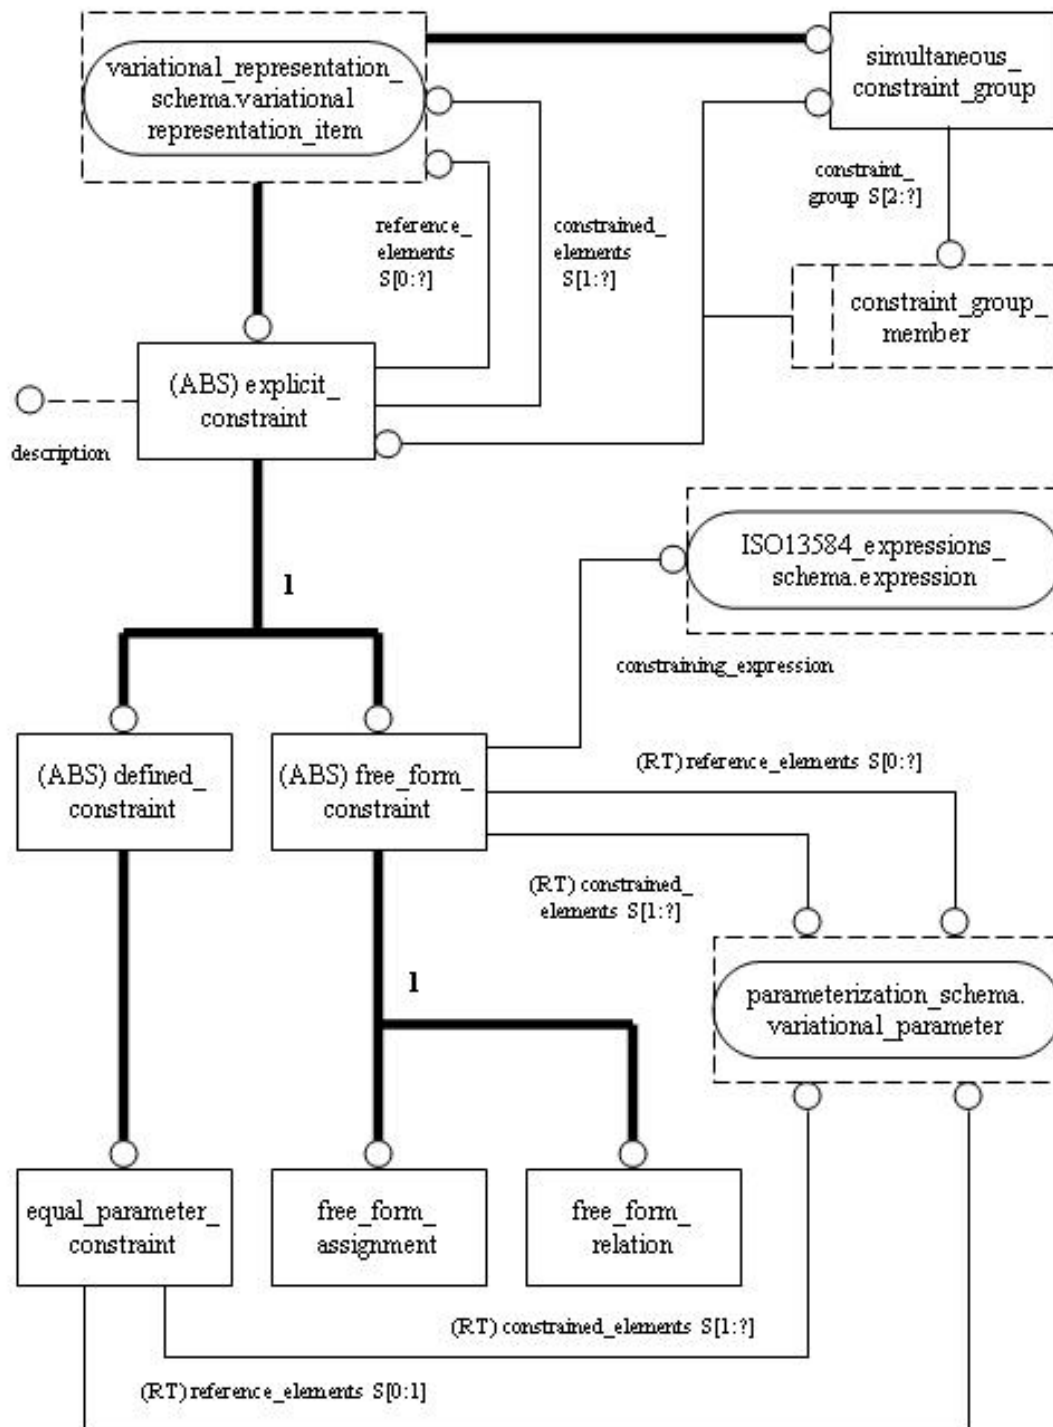 variational_representation_
schema.variational
representation_item
simultaneous_
constraint_group
constraint_
group S[2:?]
reference_
elements
S[0:?]
constrained_
elements
S[1:?]
constraint_group_
member
(ABS) explicit_
constraint
description
1
ISO13584_expressions_
schema.expression
constraining_expression
(ABS) defined_
constraint
(ABS) free_form_
constraint
(RT) reference_elements S[0:?]
(RT) constrained_
elements S[1:?]
1
parameterization_schema.
variational_parameter
equal_parameter_
constraint
free_form_
assignment
free_form_
relation
(RT) constrained_elements S[1:?]
(RT) reference_elements S[0:1]